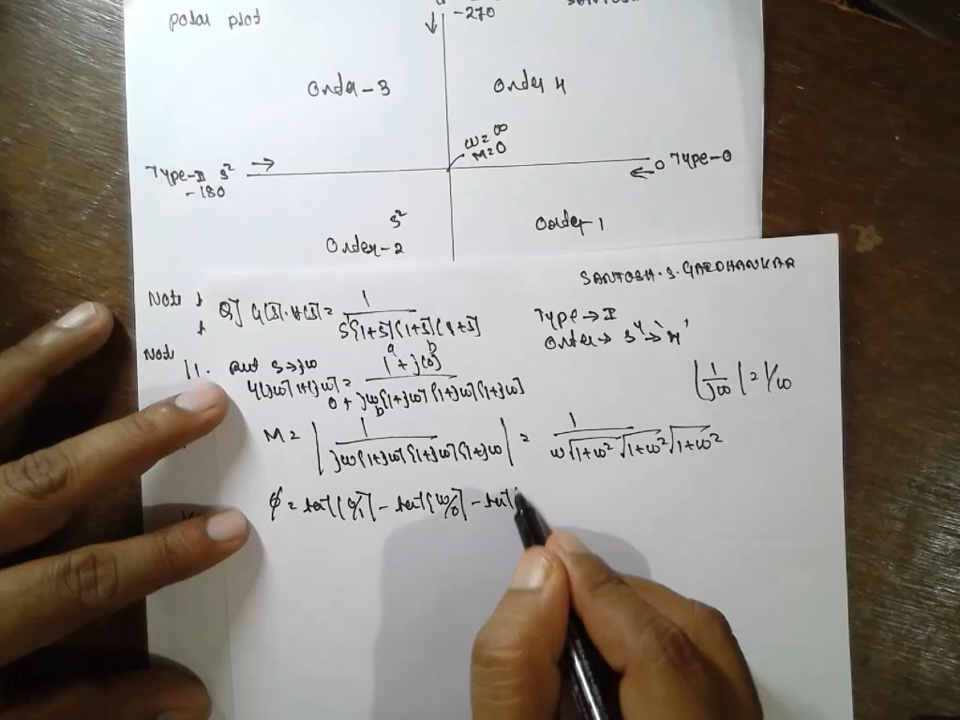 Polar plot
-270
Order-3
Order 4
ω=∞
M=0
Type-II s²
-180
0 Type-0
s²
Order-2
Order-1
SANTOSH.S.GARDHANKAR
Note
Q] G(s).H(s) = 1 / s(1+s)(1+s)(1+s)
Type → I
Order → s⁴ → '4'
Note
put s→jω
G(jω)H(jω) = 1 + j(0) / 0 + jω(1+jω)(1+jω)(1+jω)
a b
b
|1/jω| = 1/ω
M = | 1 / jω(1+jω)(1+jω)(1+jω) | = 1 / ω√1+ω² √1+ω² √1+ω²
φ = tan⁻¹(0/1) - tan⁻¹(ω/0) - tan⁻¹